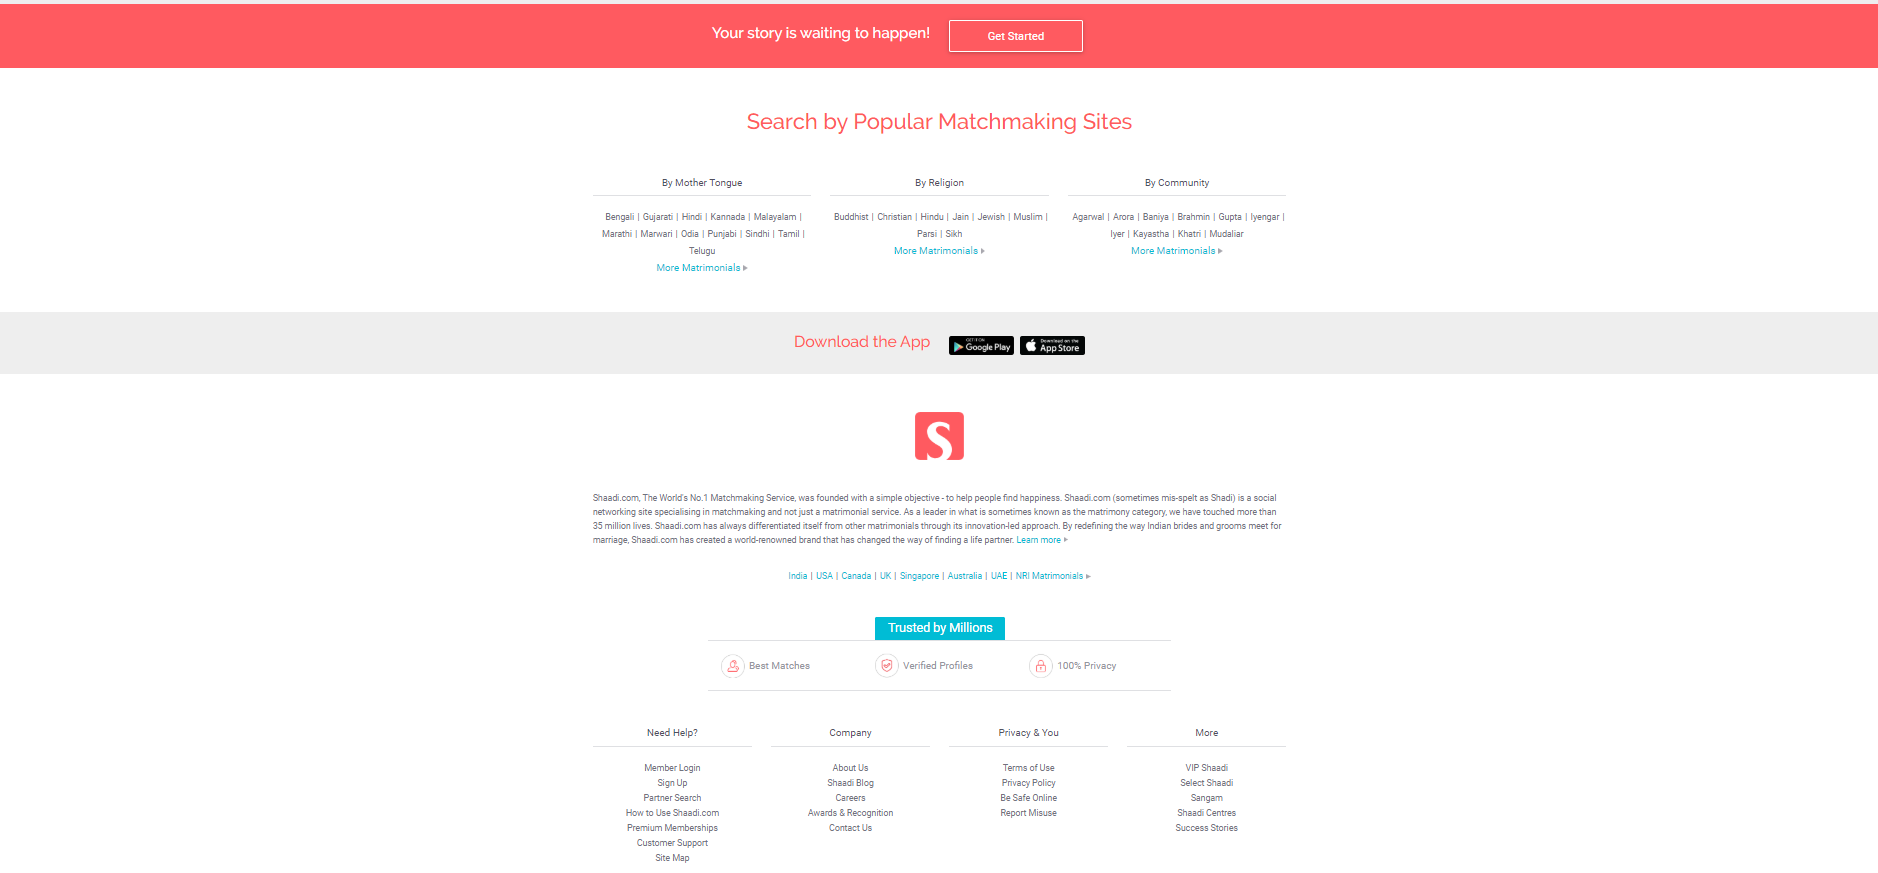 Your story is waiting to happen!
Get Started
Search by Popular Matchmaking Sites
By Mother Tongue
Bengali | Gujarati | Hindi | Kannada | Malayalam |
Marathi | Marwari | Odia | Punjabi | Sindhi | Tamil |
Telugu
More Matrimonials
By Religion
Buddhist | Christian | Hindu | Jain | Jewish | Muslim |
Parsi | Sikh
More Matrimonials
By Community
Agarwal | Arora | Baniya | Brahmin | Gupta | Iyengar |
Iyer | Kayastha | Khatri | Mudaliar
More Matrimonials
Download the App
GET IT ON
Google Play
Download on the
App Store
S
Shaadi.com, The World's No.1 Matchmaking Service, was founded with a simple objective - to help people find happiness. Shaadi.com (sometimes mis-spelt as Shadi) is a social
networking site specialising in matchmaking and not just a matrimonial service. As a leader in what is sometimes known as the matrimony category, we have touched more than
35 million lives. Shaadi.com has always differentiated itself from other matrimonials through its innovation-led approach. By redefining the way Indian brides and grooms meet for
marriage, Shaadi.com has created a world-renowned brand that has changed the way of finding a life partner. Learn more
India | USA | Canada | UK | Singapore | Australia | UAE | NRI Matrimonials
Trusted by Millions
Best Matches
Verified Profiles
100% Privacy
Need Help?
Member Login
Sign Up
Partner Search
How to Use Shaadi.com
Premium Memberships
Customer Support
Site Map
Company
About Us
Shaadi Blog
Careers
Awards & Recognition
Contact Us
Privacy & You
Terms of Use
Privacy Policy
Be Safe Online
Report Misuse
More
VIP Shaadi
Select Shaadi
Sangam
Shaadi Centres
Success Stories